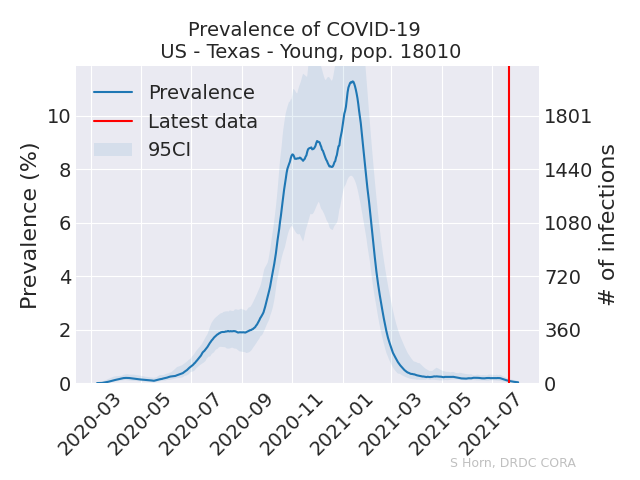 Prevalence of COVID-19
US - Texas - Young, pop. 18010
Prevalence
Latest data
95CI
Prevalence (%)
10
8
6
4
2
0
1801
1440
1080
720
360
0
# of infections
2020-03
2020-05
2020-07
2020-09
2020-11
2021-01
2021-03
2021-05
2021-07
S Horn, DRDC CORA